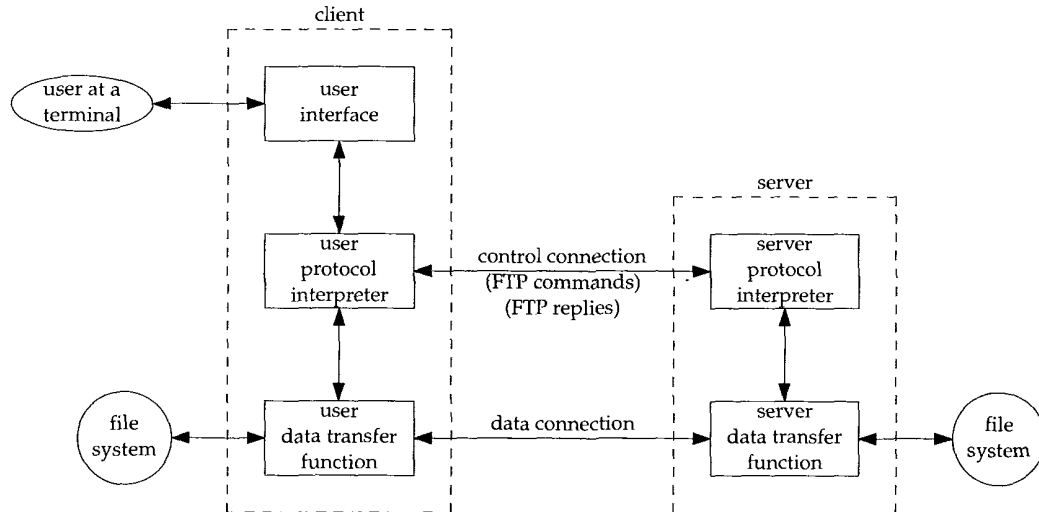 client
user at a
terminal
user
interface
server
user
protocol
interpreter
control connection
(FTP commands)
(FTP replies)
server
protocol
interpreter
file
system
user
data transfer
function
data connection
server
data transfer
function
file
system